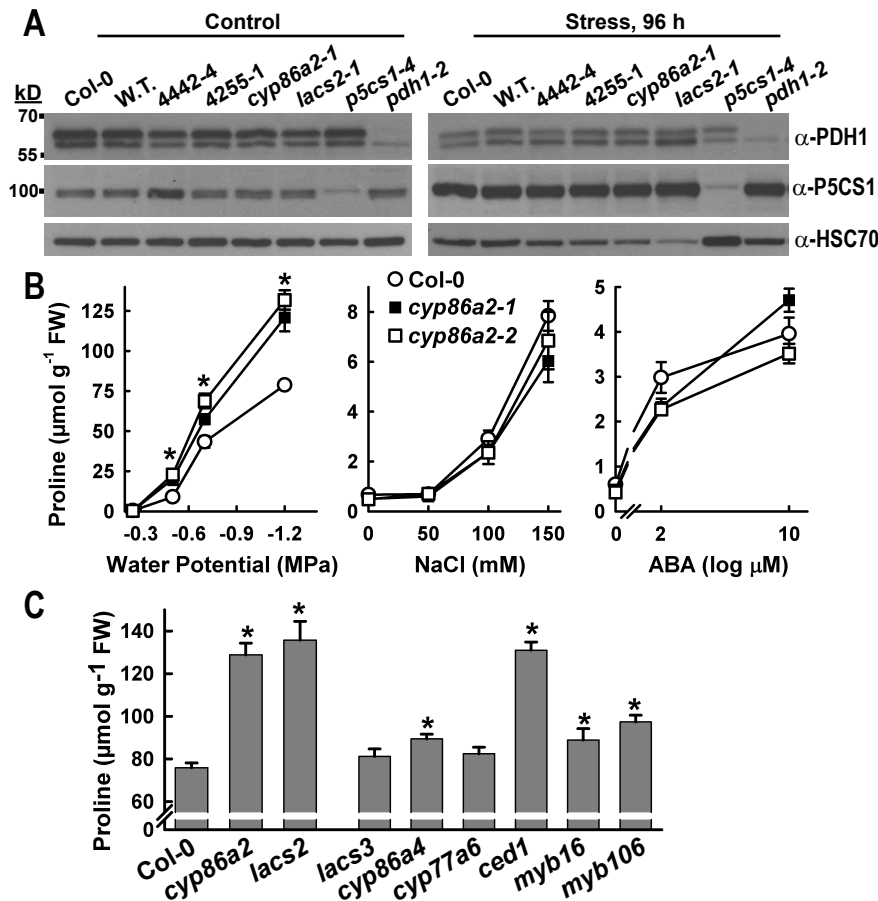 A
Control
Stress, 96 h
kD
Col-0
W.T.
4442-4
4255-1
cyp86a2-1
lacs2-1
p5cs1-4
pdh1-2
Col-0
W.T.
4442-4
4255-1
cyp86a2-1
lacs2-1
p5cs1-4
pdh1-2
70
55
α-PDH1
100
α-P5CS1
α-HSC70
B
Proline (µmol g-1 FW)
125
100
75
50
25
0
* * *
-0.3 -0.6 -0.9 -1.2
Water Potential (MPa)
Col-0
cyp86a2-1
cyp86a2-2
8
6
4
2
0
0 50 100 150
NaCl (mM)
5
4
3
2
1
0
0 2 10
ABA (log µM)
C
Proline (µmol g-1 FW)
140
120
100
80
60
0
* * * * * *
Col-0
cyp86a2
lacs2
lacs3
cyp86a4
cyp77a6
ced1
myb16
myb106